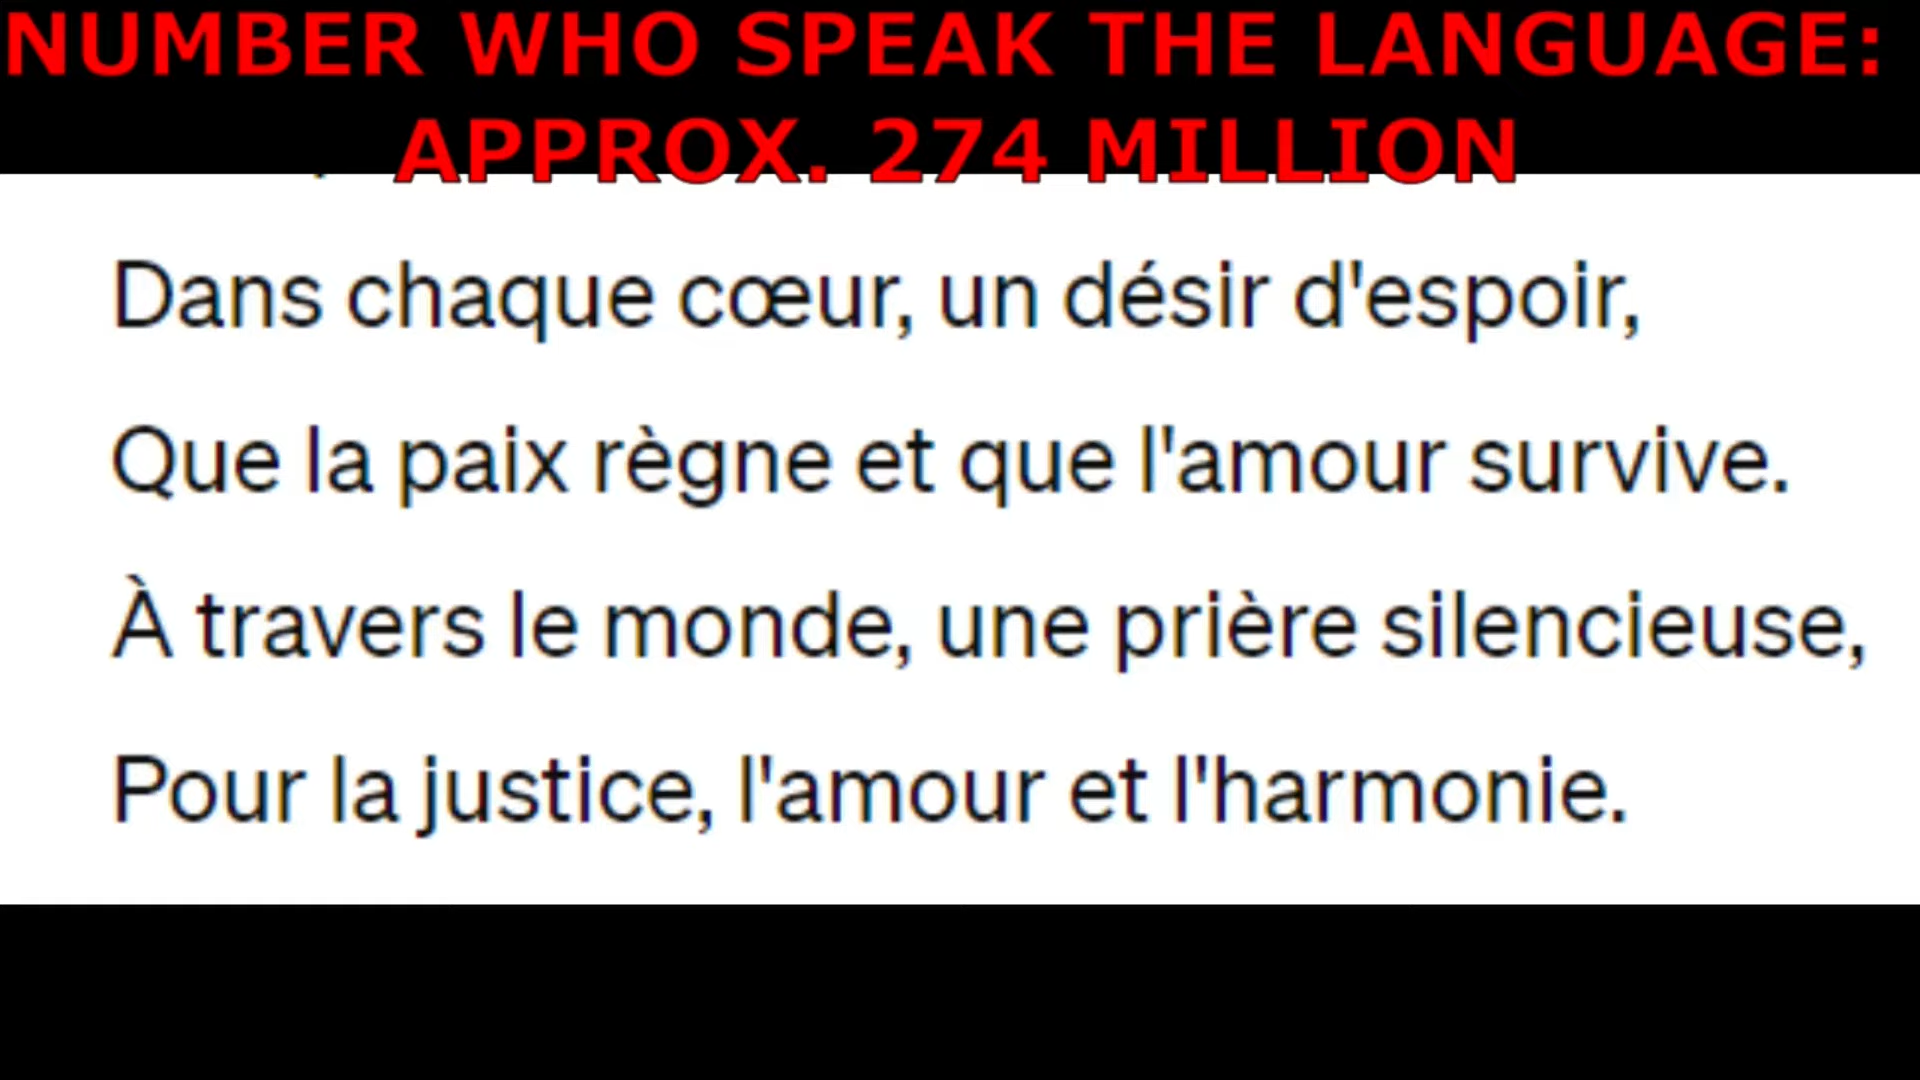 NUMBER WHO SPEAK THE LANGUAGE:
APPROX. 274 MILLION
Dans chaque cœur, un désir d'espoir,
Que la paix règne et que l'amour survive.
À travers le monde, une prière silencieuse,
Pour la justice, l'amour et l'harmonie.